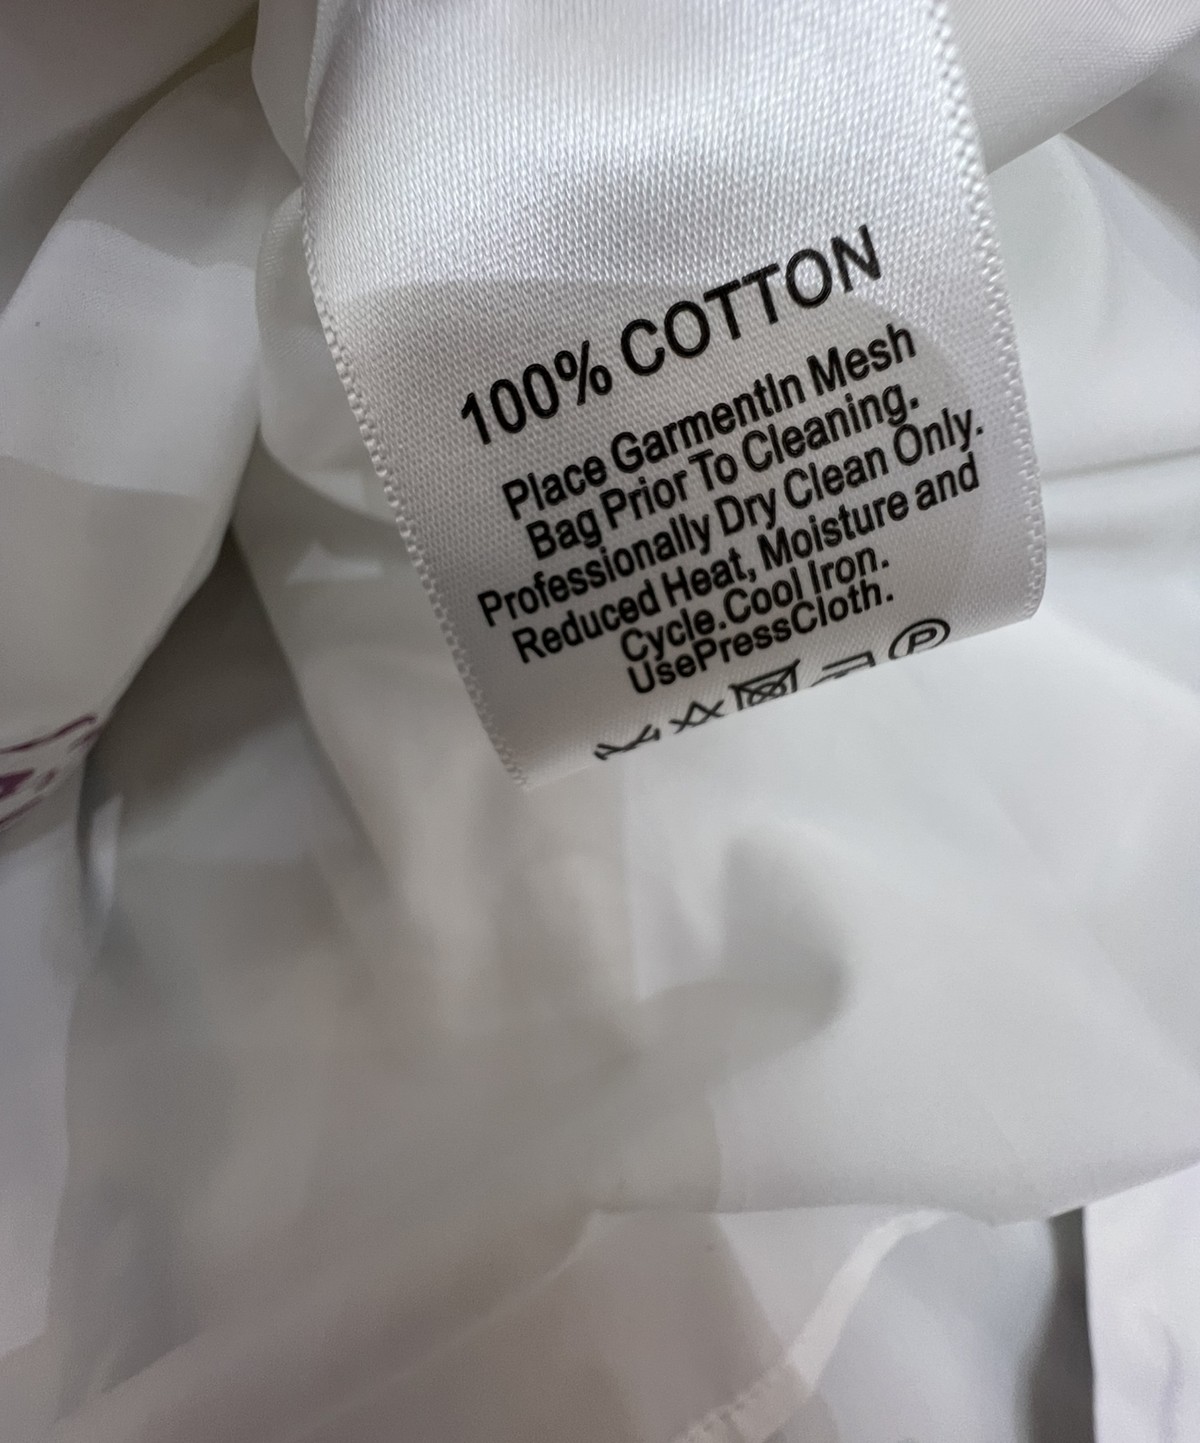 100% COTTON
Place GarmentIn Mesh
Bag Prior To Cleaning.
Professionally Dry Clean Only.
Reduced Heat, Moisture and
Cycle.Cool Iron.
UsePressCloth.
P